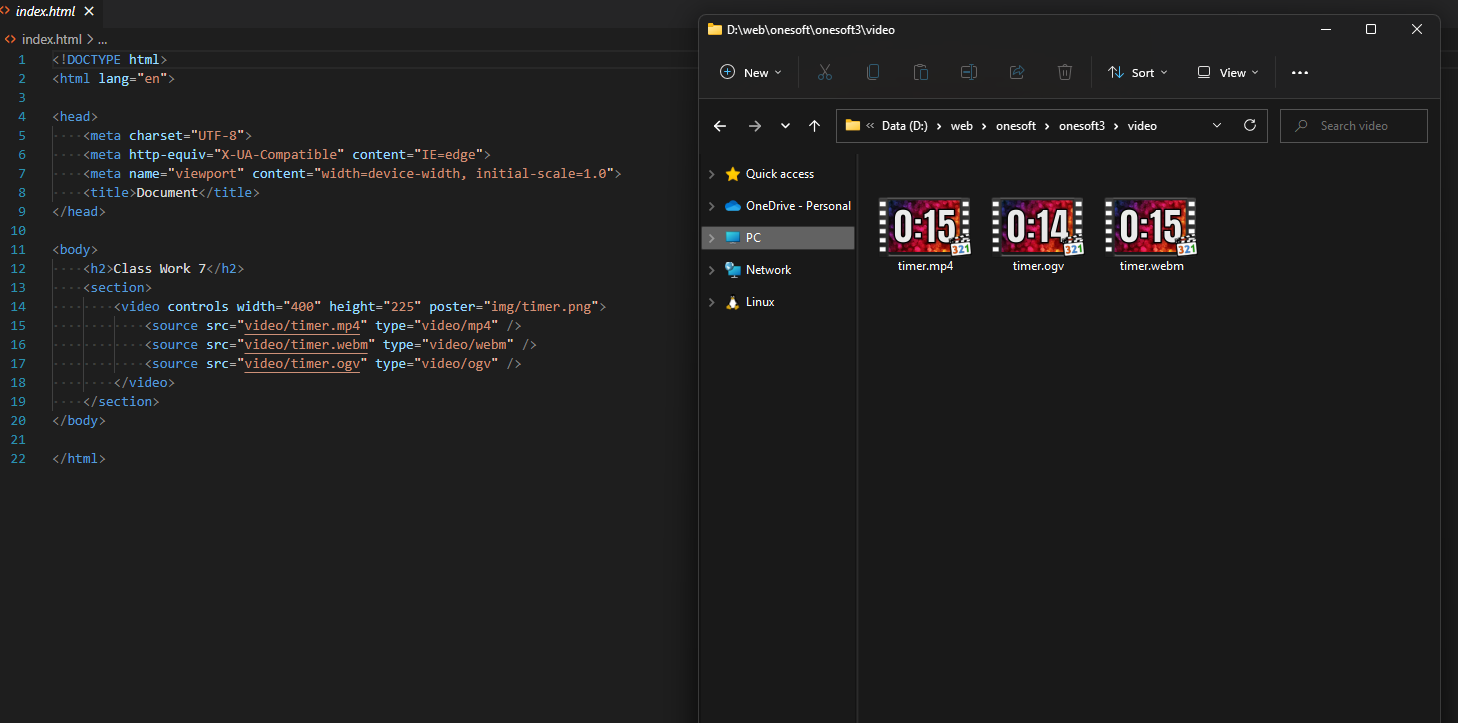 index.html
index.html > ...
1 <!DOCTYPE html>
2 <html lang="en">
3
4 <head>
5 <meta charset="UTF-8">
6 <meta http-equiv="X-UA-Compatible" content="IE=edge">
7 <meta name="viewport" content="width=device-width, initial-scale=1.0">
8 <title>Document</title>
9 </head>
10
11 <body>
12 <h2>Class Work 7</h2>
13 <section>
14 <video controls width="400" height="225" poster="img/timer.png">
15 <source src="video/timer.mp4" type="video/mp4" />
16 <source src="video/timer.webm" type="video/webm" />
17 <source src="video/timer.ogv" type="video/ogv" />
18 </video>
19 </section>
20 </body>
21
22 </html>
D:\web\onesoft\onesoft3\video
New Sort View
« Data (D:) > web > onesoft > onesoft3 > video Search video
Quick access
OneDrive - Personal
PC
Network
Linux
0:15 0:14 0:15
321 321 321
timer.mp4 timer.ogv timer.webm